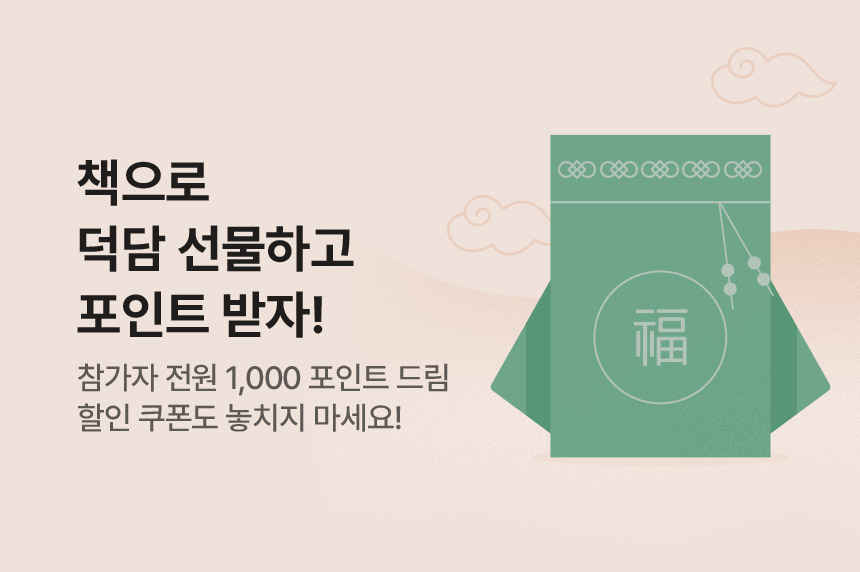 책으로
덕담 선물하고
포인트 받자!
참가자 전원 1,000 포인트 드림
할인 쿠폰도 놓치지 마세요!
福